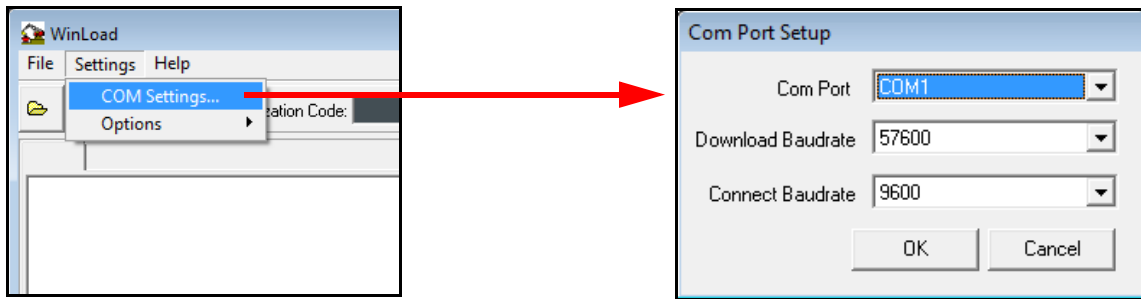 WinLoad
File Settings Help
COM Settings...
zation Code:
Options
Com Port Setup
Com Port COM1
Download Baudrate 57600
Connect Baudrate 9600
OK Cancel